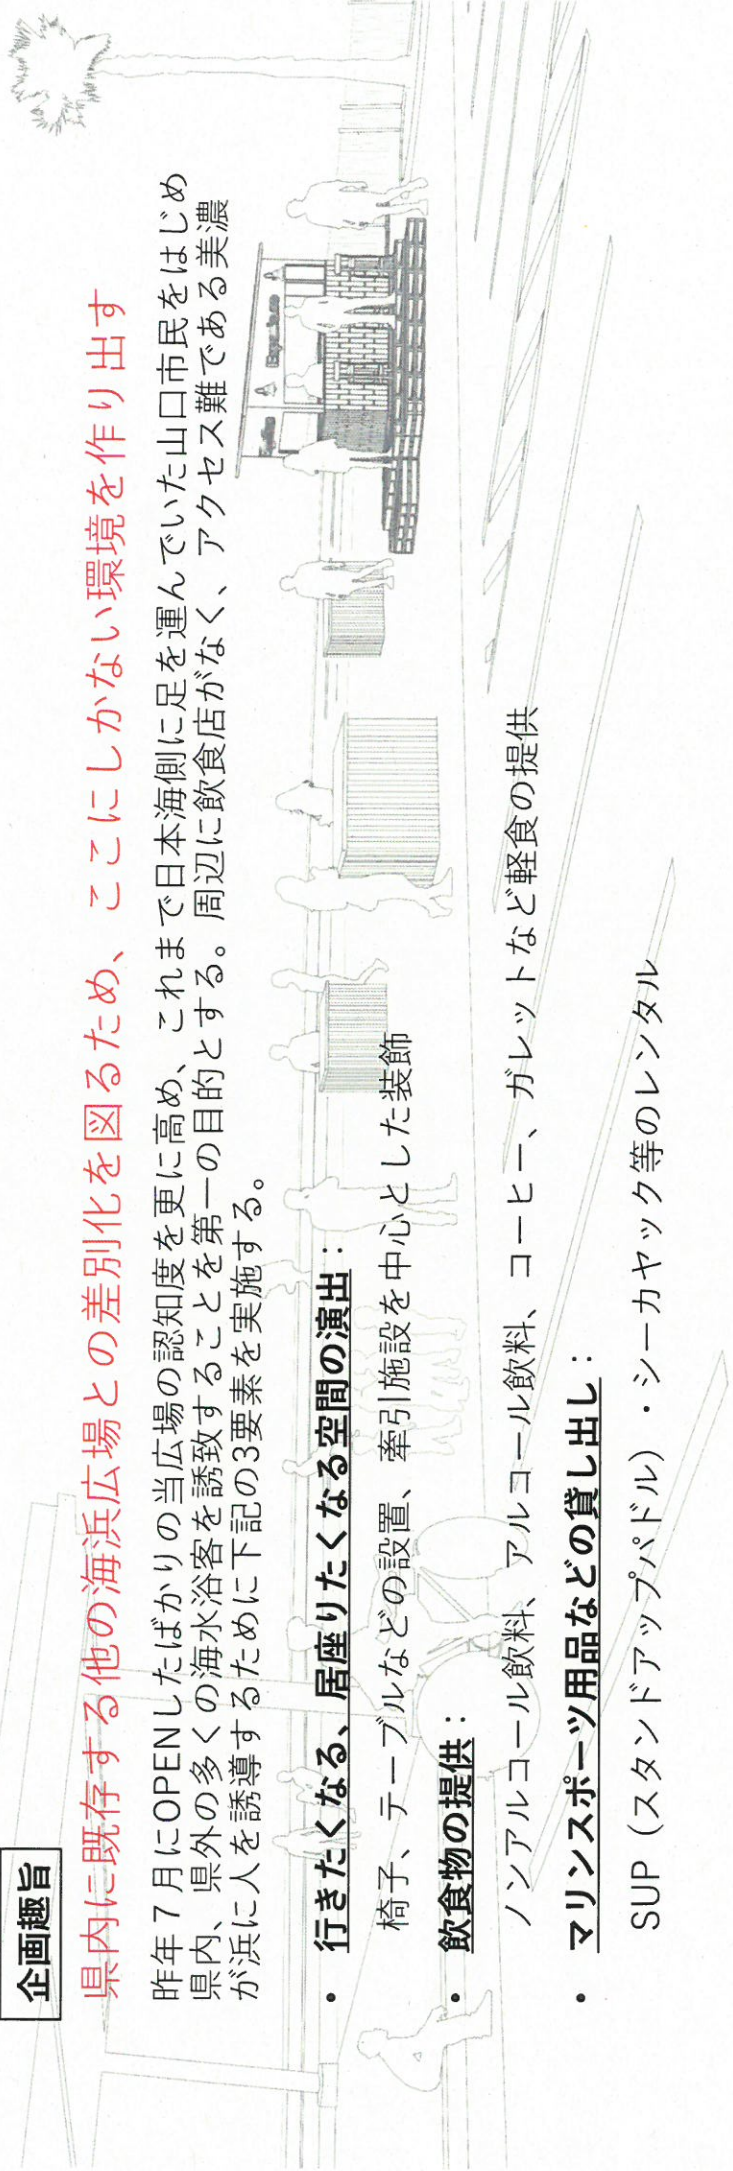 企画趣旨
県内に既存する他の海浜広場との差別化を図るため、ここにしかない環境を作り出す
昨年７月にOPENしたばかりの当広場の認知度を更に高め、これまで日本海側に足を運んでいた山口市民をはじめ
県内、県外の多くの海水浴客を誘致することを第一の目的とする。周辺に飲食店がなく、アクセス難である美濃
が浜に人を誘導するために下記の3要素を実施する。
• 行きたくなる、居座りたくなる空間の演出：
椅子、テーブルなどの設置、牽引施設を中心とした装飾
• 飲食物の提供：
ノンアルコール飲料、アルコール飲料、コーヒー、ガレットなど軽食の提供
• マリンスポーツ用品などの貸し出し：
SUP（スタンドアップパドル）・シーカヤック等のレンタル